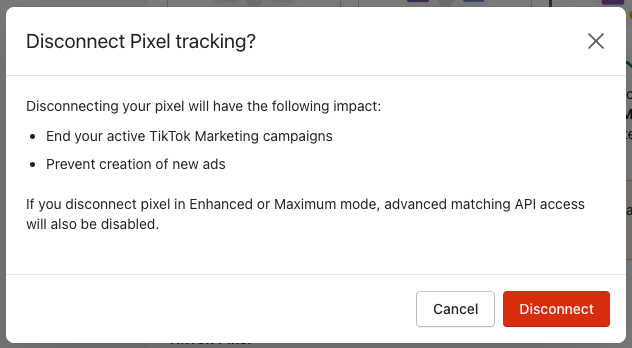 Disconnect Pixel tracking?
Disconnecting your pixel will have the following impact:
• End your active TikTok Marketing campaigns
• Prevent creation of new ads
If you disconnect pixel in Enhanced or Maximum mode, advanced matching API access
will also be disabled.
Cancel
Disconnect